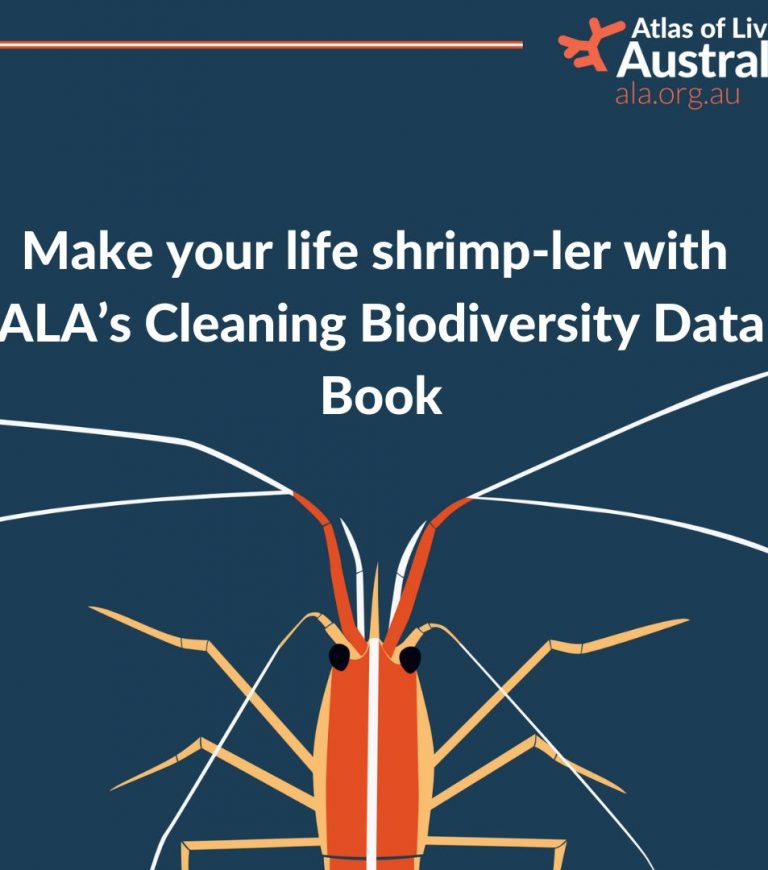 Atlas of Liv
Austral
ala.org.au
Make your life shrimp-ler with
ALA’s Cleaning Biodiversity Data
Book